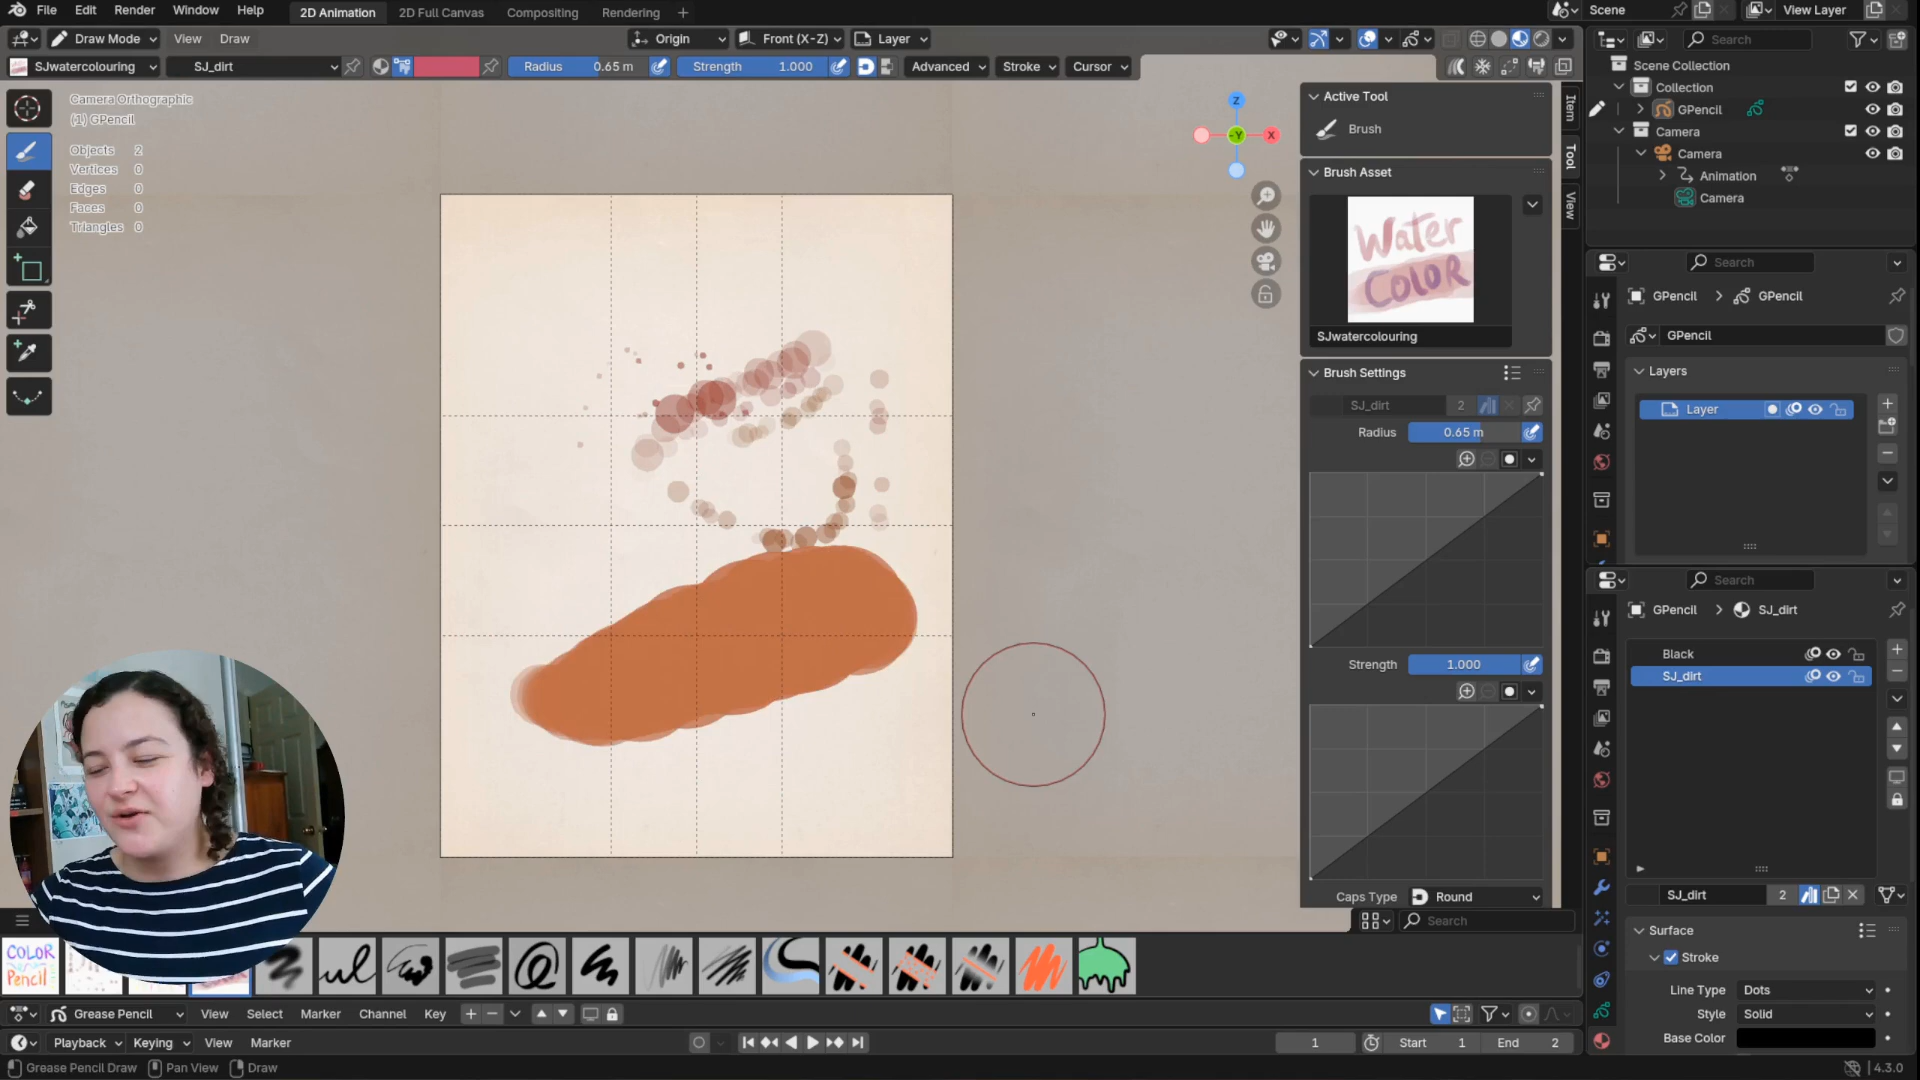 File Edit Render Window Help 2D Animation 2D Full Canvas Compositing Rendering + Scene View Layer
Draw Mode View Draw Origin Front (X-Z) Layer Search
SJwatercolouring SJ_dirt Radius 0.65 m Strength 1.000 Advanced Stroke Cursor
Camera Orthographic
(1) GPencil
Objects 2
Vertices 0
Edges 0
Faces 0
Triangles 0
Z
-Y
X
Active Tool
Brush
Brush Asset
Water
COLOR
SJwatercolouring
Brush Settings
SJ_dirt 2
Radius 0.65 m
Strength 1.000
Caps Type Round
Search
Item
Tool
View
Scene Collection
Collection
GPencil
Camera
Camera
Animation
Camera
Search
GPencil > GPencil
GPencil
Layers
Layer
Search
GPencil > SJ_dirt
Black
SJ_dirt
SJ_dirt 2
Surface
Stroke
Line Type Dots
Style Solid
Base Color
COLOR
Pencil
Grease Pencil View Select Marker Channel Key
Playback Keying View Marker 1 Start 1 End 2
Grease Pencil Draw Pan View Draw 4.3.0